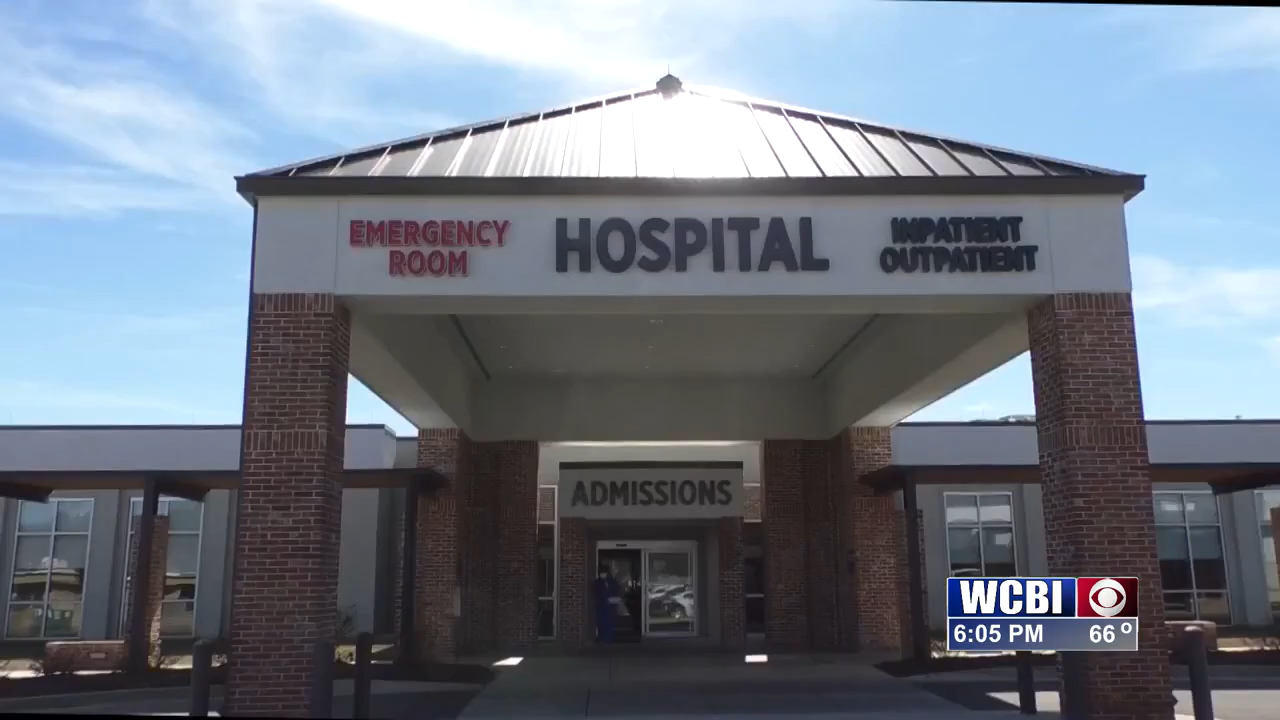 EMERGENCY
ROOM
HOSPITAL
INPATIENT
OUTPATIENT
ADMISSIONS
WCBI
6:05 PM 66°